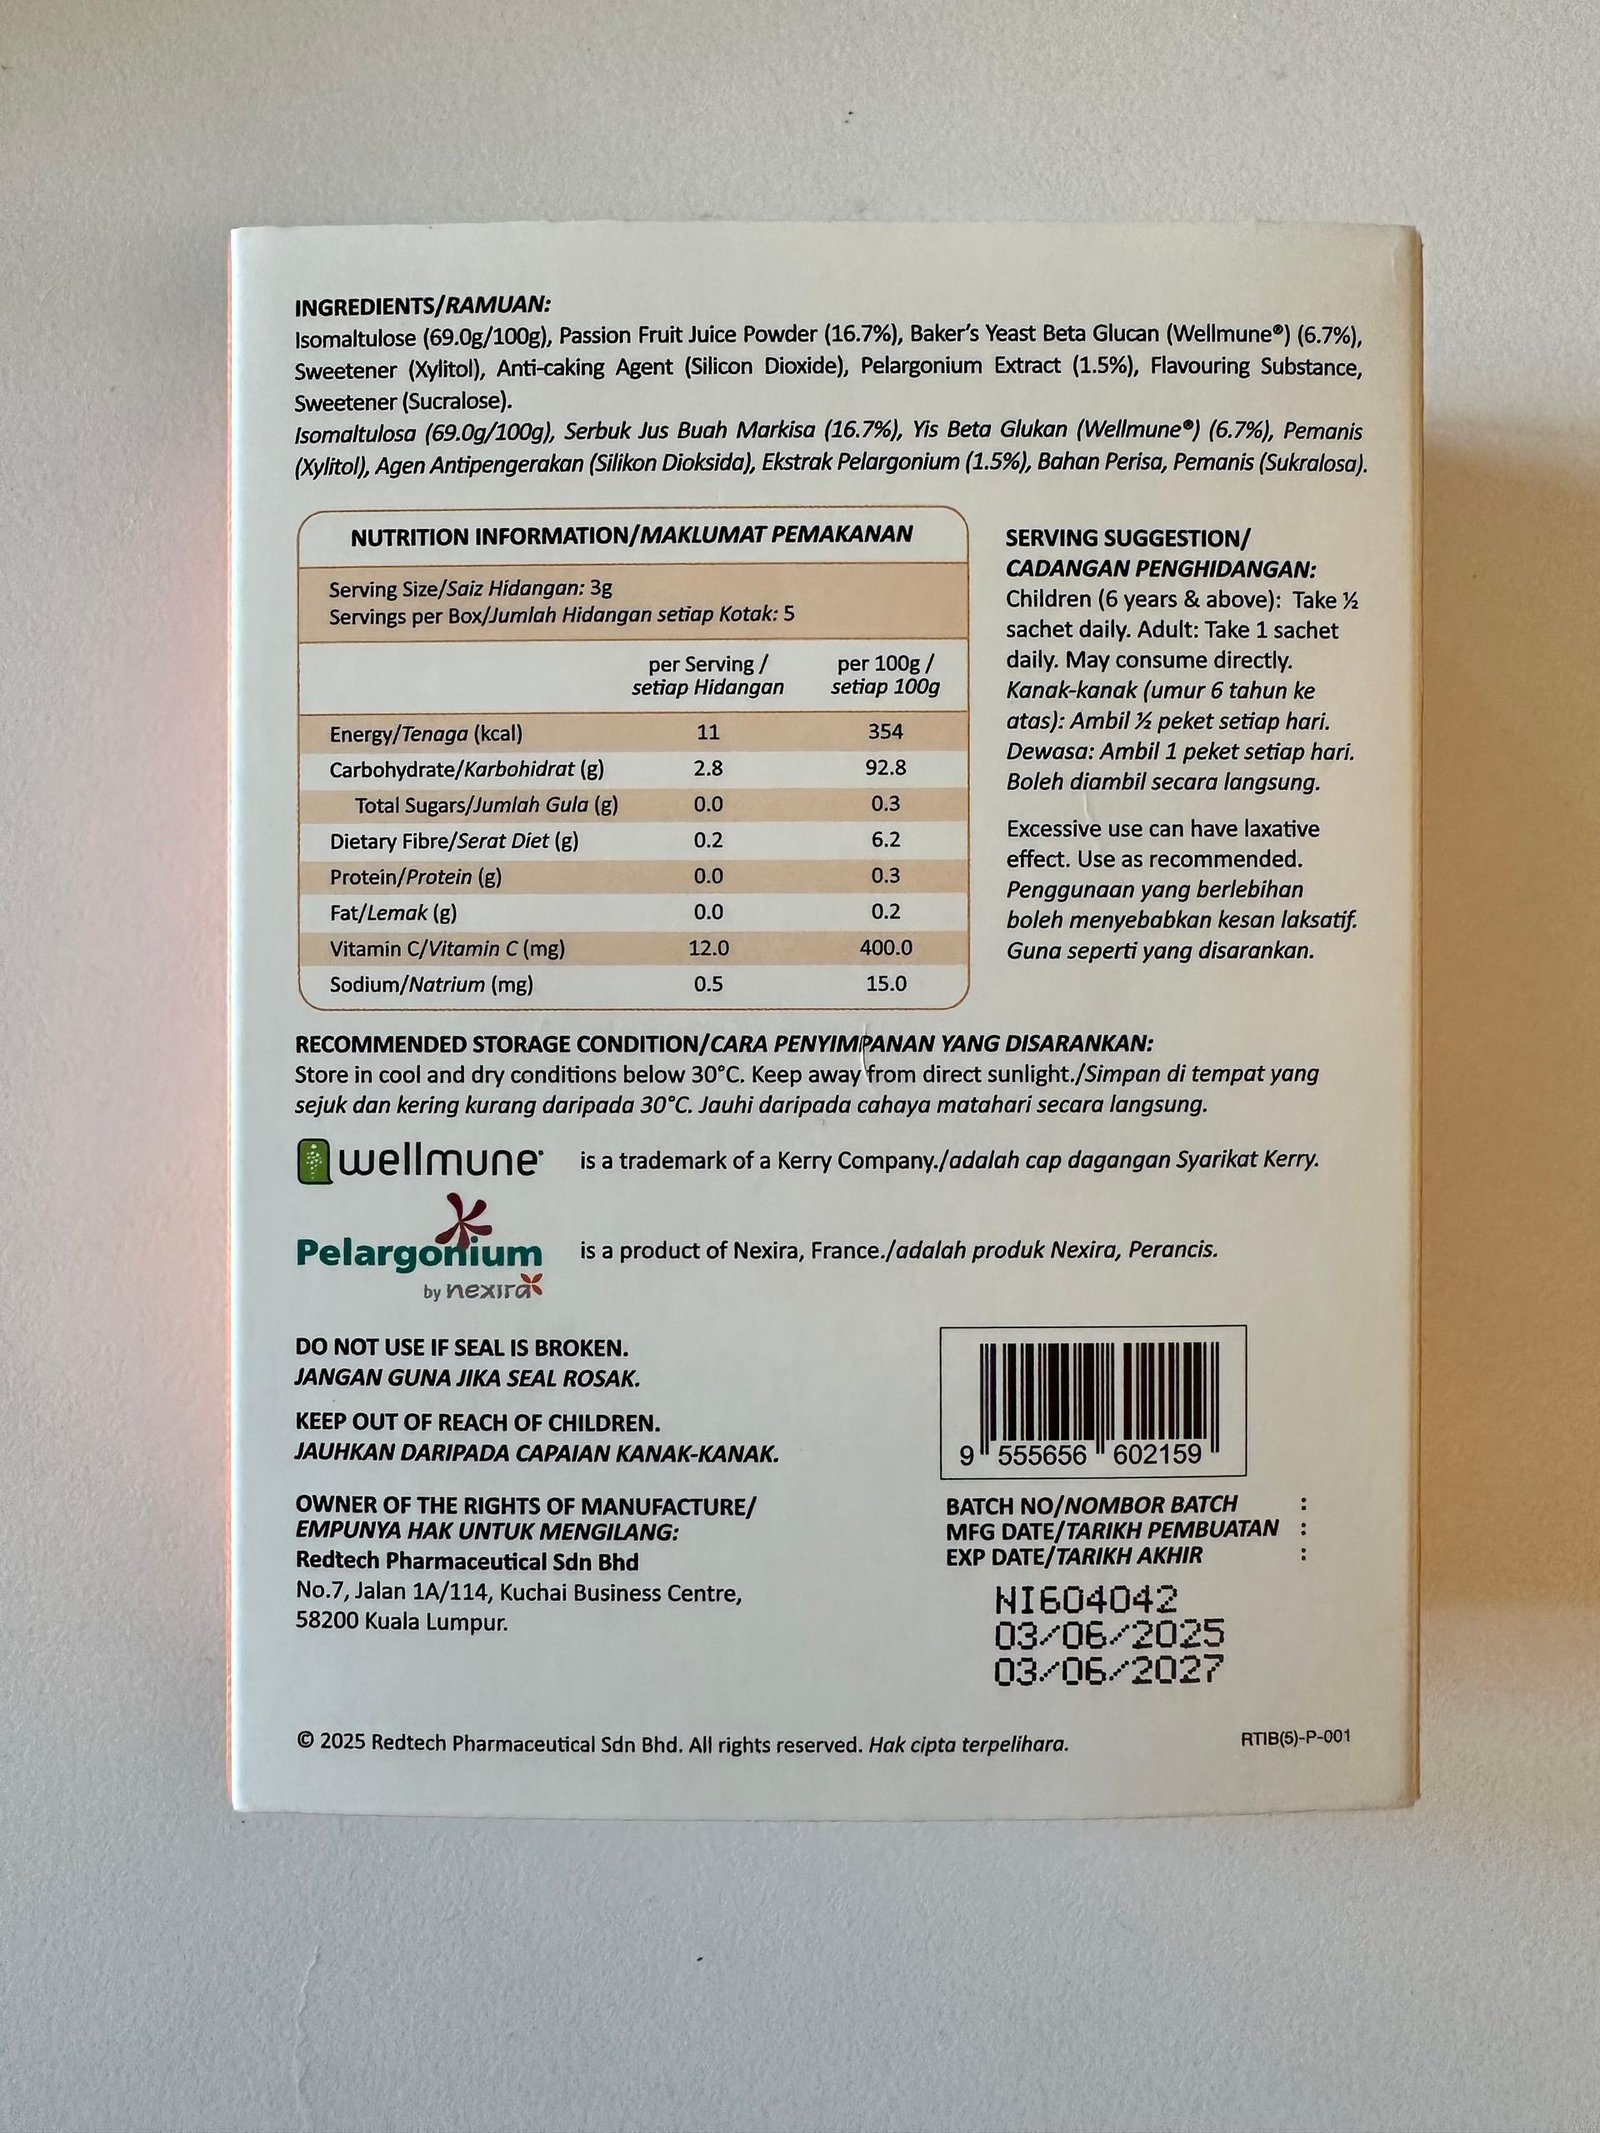 INGREDIENTS/RAMUAN:
Isomaltulose (69.0g/100g), Passion Fruit Juice Powder (16.7%), Baker's Yeast Beta Glucan (Wellmune®) (6.7%),
Sweetener (Xylitol), Anti-caking Agent (Silicon Dioxide), Pelargonium Extract (1.5%), Flavouring Substance,
Sweetener (Sucralose).
Isomaltulosa (69.0g/100g), Serbuk Jus Buah Markisa (16.7%), Yis Beta Glukan (Wellmune®) (6.7%), Pemanis
(Xylitol), Agen Antipengerakan (Silikon Dioksida), Ekstrak Pelargonium (1.5%), Bahan Perisa, Pemanis (Sukralosa).
NUTRITION INFORMATION/MAKLUMAT PEMAKANAN
Serving Size/Saiz Hidangan: 3g
Servings per Box/Jumlah Hidangan setiap Kotak: 5
per Serving / per 100g /
setiap Hidangan setiap 100g
Energy/Tenaga (kcal) 11 354
Carbohydrate/Karbohidrat (g) 2.8 92.8
Total Sugars/Jumlah Gula (g) 0.0 0.3
Dietary Fibre/Serat Diet (g) 0.2 6.2
Protein/Protein (g) 0.0 0.3
Fat/Lemak (g) 0.0 0.2
Vitamin C/Vitamin C (mg) 12.0 400.0
Sodium/Natrium (mg) 0.5 15.0
SERVING SUGGESTION/
CADANGAN PENGHIDANGAN:
Children (6 years & above): Take ½
sachet daily. Adult: Take 1 sachet
daily. May consume directly.
Kanak-kanak (umur 6 tahun ke
atas): Ambil ½ peket setiap hari.
Dewasa: Ambil 1 peket setiap hari.
Boleh diambil secara langsung.
Excessive use can have laxative
effect. Use as recommended.
Penggunaan yang berlebihan
boleh menyebabkan kesan laksatif.
Guna seperti yang disarankan.
RECOMMENDED STORAGE CONDITION/CARA PENYIMPANAN YANG DISARANKAN:
Store in cool and dry conditions below 30°C. Keep away from direct sunlight./Simpan di tempat yang
sejuk dan kering kurang daripada 30°C. Jauhi daripada cahaya matahari secara langsung.
wellmune is a trademark of a Kerry Company./adalah cap dagangan Syarikat Kerry.
Pelargonium is a product of Nexira, France./adalah produk Nexira, Perancis.
by nexira
DO NOT USE IF SEAL IS BROKEN.
JANGAN GUNA JIKA SEAL ROSAK.
KEEP OUT OF REACH OF CHILDREN.
JAUHKAN DARIPADA CAPAIAN KANAK-KANAK.
9 555656 602159
OWNER OF THE RIGHTS OF MANUFACTURE/
EMPUNYA HAK UNTUK MENGILANG:
Redtech Pharmaceutical Sdn Bhd
No.7, Jalan 1A/114, Kuchai Business Centre,
58200 Kuala Lumpur.
BATCH NO/NOMBOR BATCH :
MFG DATE/TARIKH PEMBUATAN :
EXP DATE/TARIKH AKHIR :
NI604042
03/06/2025
03/06/2027
© 2025 Redtech Pharmaceutical Sdn Bhd. All rights reserved. Hak cipta terpelihara.
RTIB(5)-P-001